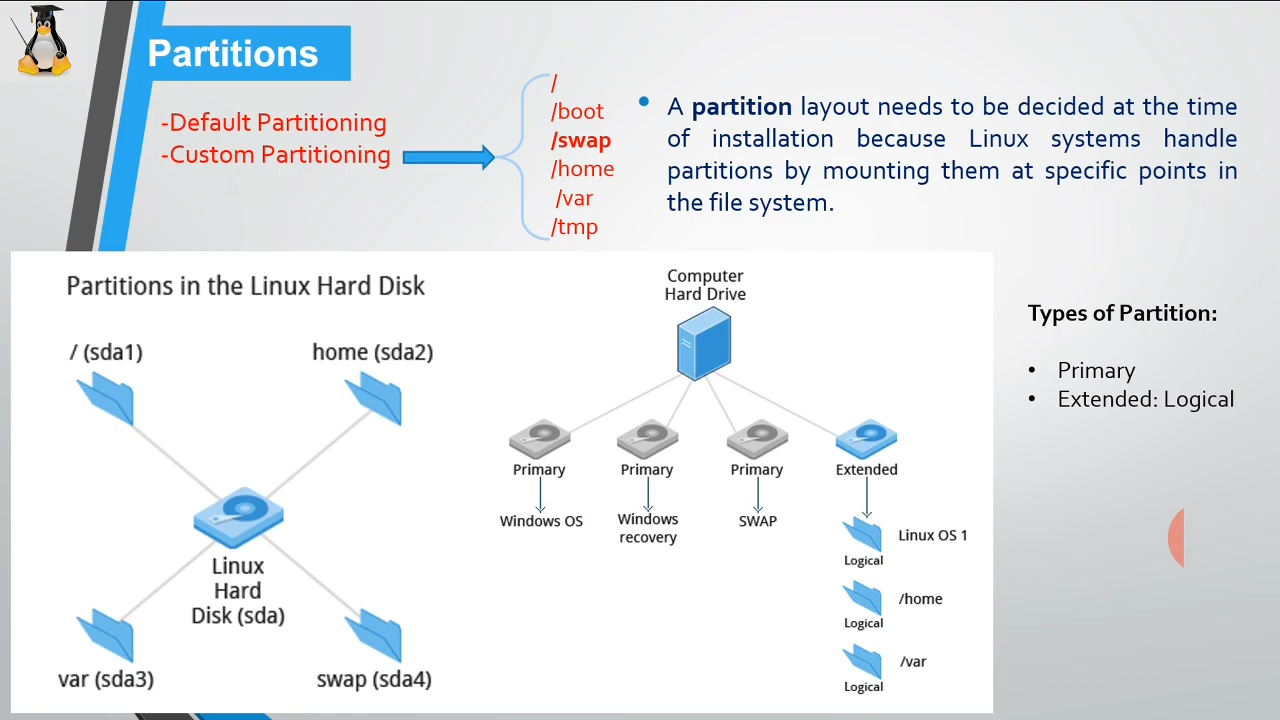 Partitions
-Default Partitioning
-Custom Partitioning
/
/boot
/swap
/home
/var
/tmp
• A partition layout needs to be decided at the time
of installation because Linux systems handle
partitions by mounting them at specific points in
the file system.
Partitions in the Linux Hard Disk
/ (sda1)
home (sda2)
Linux
Hard
Disk (sda)
var (sda3)
swap (sda4)
Computer
Hard Drive
Primary
Primary
Primary
Extended
Windows OS
Windows
recovery
SWAP
Linux OS 1
Logical
/home
Logical
/var
Logical
Types of Partition:
• Primary
• Extended: Logical